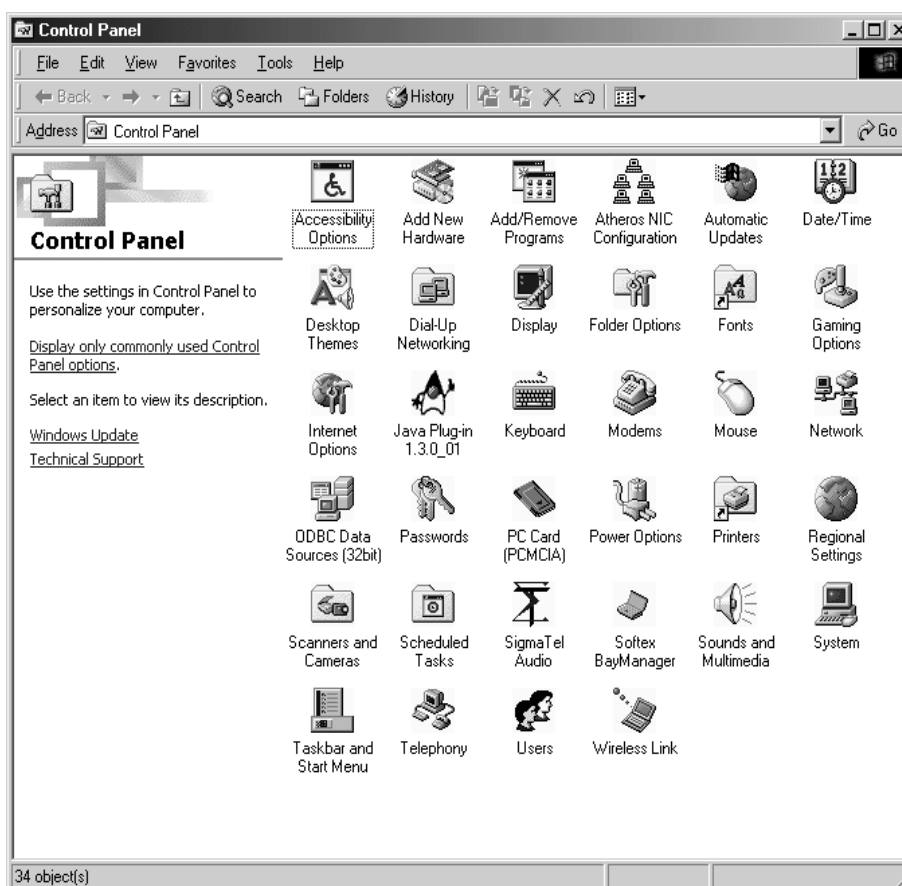 Control Panel
File Edit View Favorites Tools Help
Back Search Folders History
Address Control Panel Go
Control Panel
Use the settings in Control Panel to
personalize your computer.
Display only commonly used Control
Panel options.
Select an item to view its description.
Windows Update
Technical Support
Accessibility
Options
Add New
Hardware
Add/Remove
Programs
Atheros NIC
Configuration
Automatic
Updates
Date/Time
Desktop
Themes
Dial-Up
Networking
Display
Folder Options
Fonts
Gaming
Options
Internet
Options
Java Plug-in
1.3.0_01
Keyboard
Modems
Mouse
Network
ODBC Data
Sources (32bit)
Passwords
PC Card
(PCMCIA)
Power Options
Printers
Regional
Settings
Scanners and
Cameras
Scheduled
Tasks
SigmaTel
Audio
Softex
BayManager
Sounds and
Multimedia
System
Taskbar and
Start Menu
Telephony
Users
Wireless Link
34 object(s)